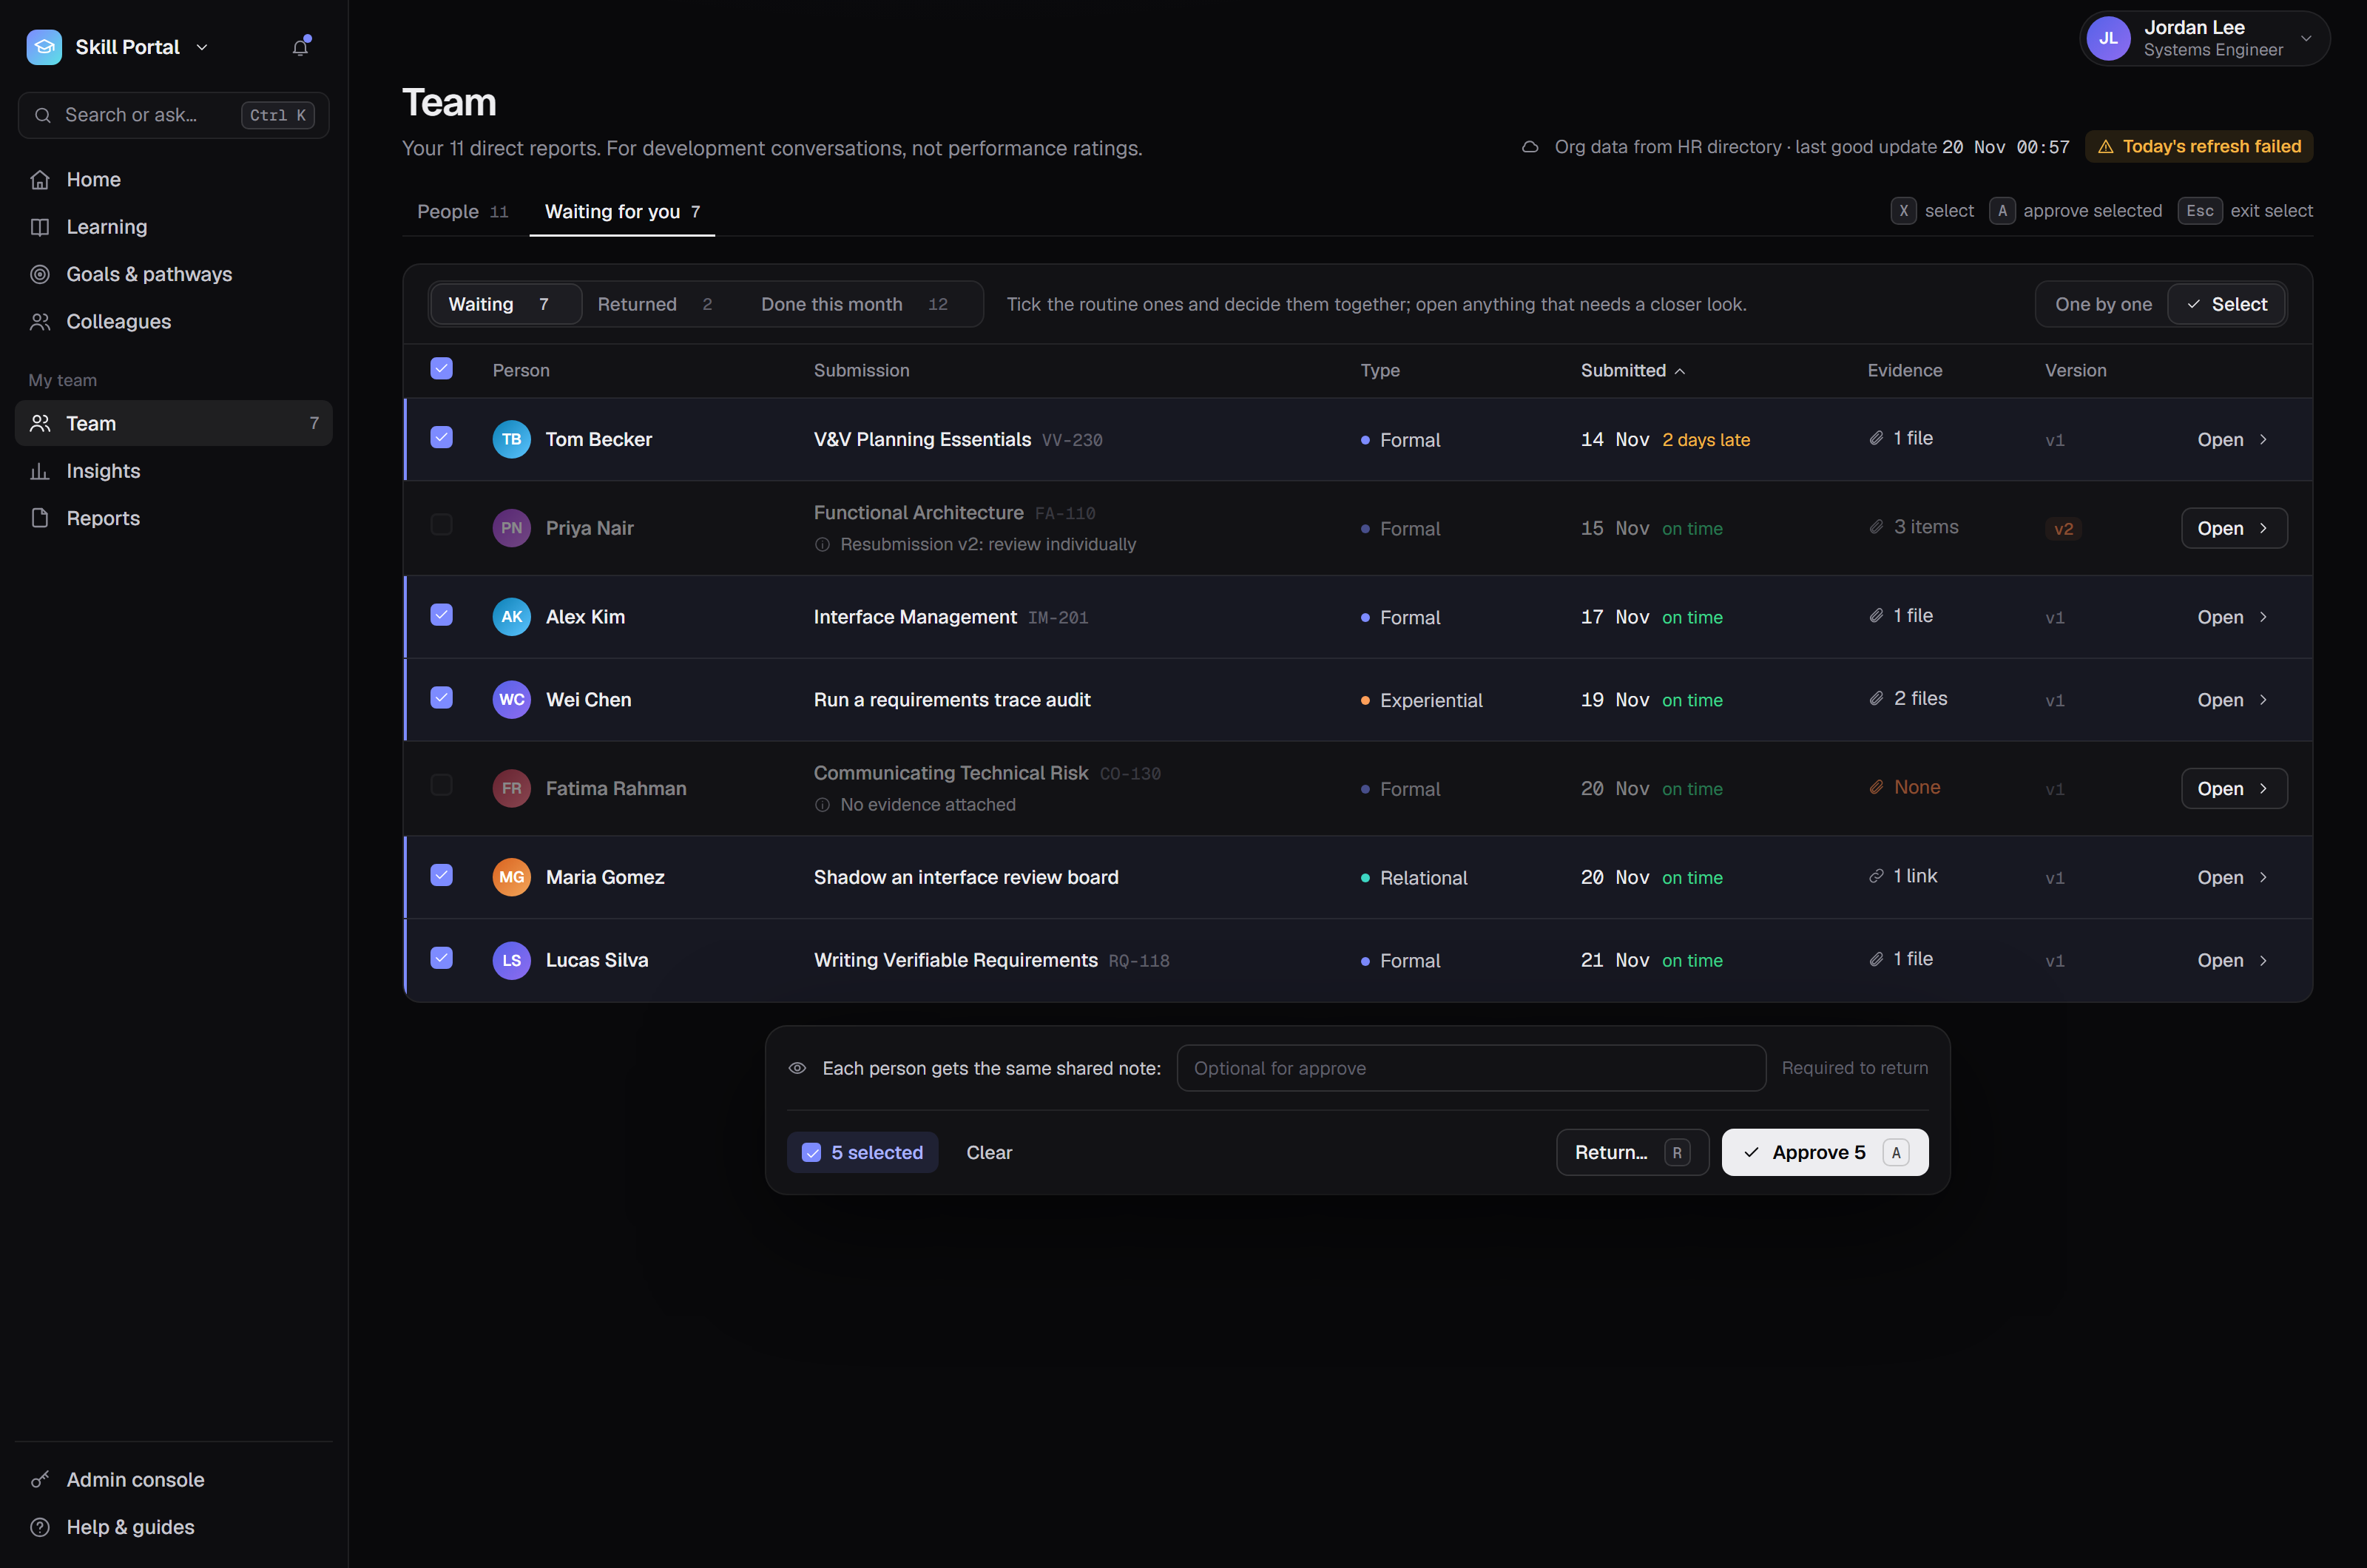 Skill Portal
Search or ask... Ctrl K
Home
Learning
Goals & pathways
Colleagues
My team
Team 7
Insights
Reports
Admin console
Help & guides
JL Jordan Lee
Systems Engineer
Team
Your 11 direct reports. For development conversations, not performance ratings.
Org data from HR directory · last good update 20 Nov 00:57 Today's refresh failed
People 11 Waiting for you 7
X select A approve selected Esc exit select
Waiting 7 Returned 2 Done this month 12 Tick the routine ones and decide them together; open anything that needs a closer look. One by one Select
Person Submission Type Submitted Evidence Version
TB Tom Becker V&V Planning Essentials VV-230 Formal 14 Nov 2 days late 1 file v1 Open
PN Priya Nair Functional Architecture FA-110 Formal 15 Nov on time 3 items v2 Open
Resubmission v2: review individually
AK Alex Kim Interface Management IM-201 Formal 17 Nov on time 1 file v1 Open
WC Wei Chen Run a requirements trace audit Experiential 19 Nov on time 2 files v1 Open
FR Fatima Rahman Communicating Technical Risk CO-130 Formal 20 Nov on time None v1 Open
No evidence attached
MG Maria Gomez Shadow an interface review board Relational 20 Nov on time 1 link v1 Open
LS Lucas Silva Writing Verifiable Requirements RQ-118 Formal 21 Nov on time 1 file v1 Open
Each person gets the same shared note: Optional for approve Required to return
5 selected Clear Return... R Approve 5 A